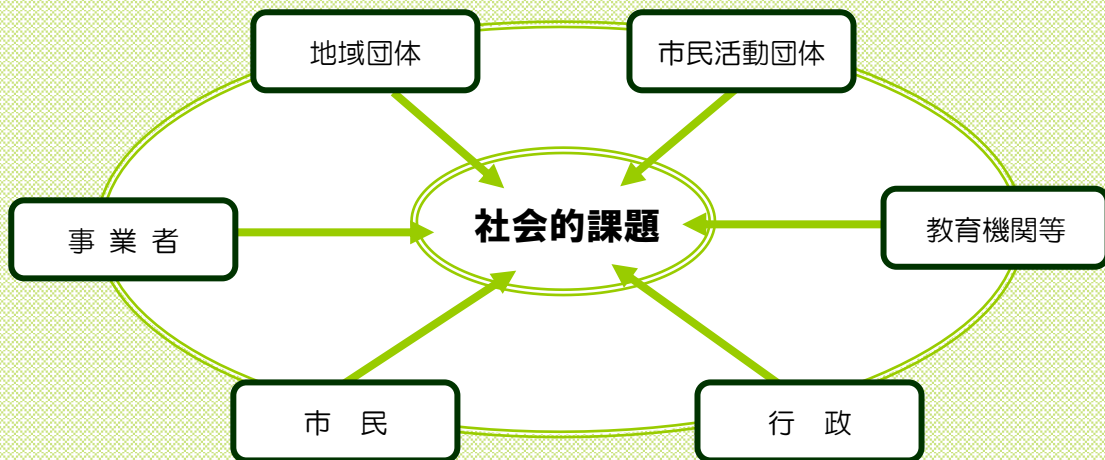 地域団体
市民活動団体
事 業 者
社会的課題
教育機関等
市　民
行　政